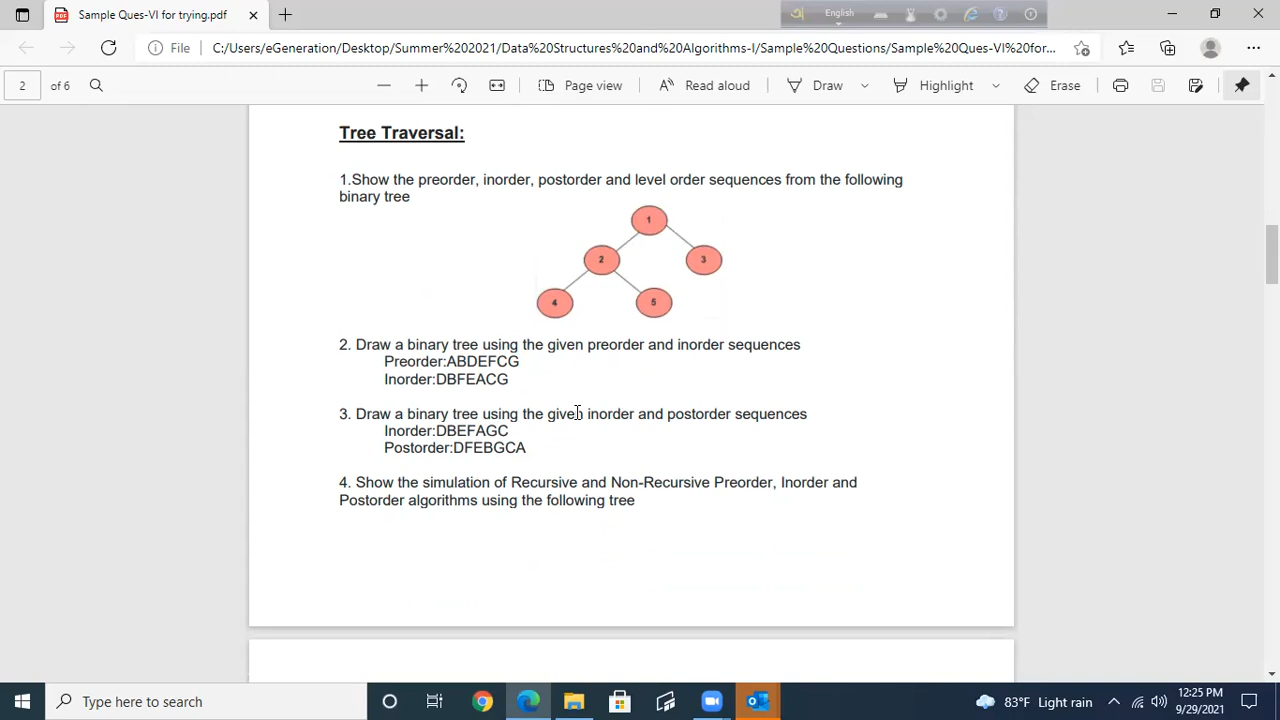 Sample Ques-VI for trying.pdf
English
File
C:/Users/eGeneration/Desktop/Summer%202021/Data%20Structures%20and%20Algorithms-I/Sample%20Questions/Sample%20Ques-VI%20for...
2 of 6
Page view
Read aloud
Draw
Highlight
Erase
Tree Traversal:
1.Show the preorder, inorder, postorder and level order sequences from the following
binary tree
1
2
3
4
5
2. Draw a binary tree using the given preorder and inorder sequences
Preorder:ABDEFCG
Inorder:DBFEACG
3. Draw a binary tree using the given inorder and postorder sequences
Inorder:DBEFAGC
Postorder:DFEBGCA
4. Show the simulation of Recursive and Non-Recursive Preorder, Inorder and
Postorder algorithms using the following tree
Type here to search
83°F Light rain
12:25 PM
9/29/2021